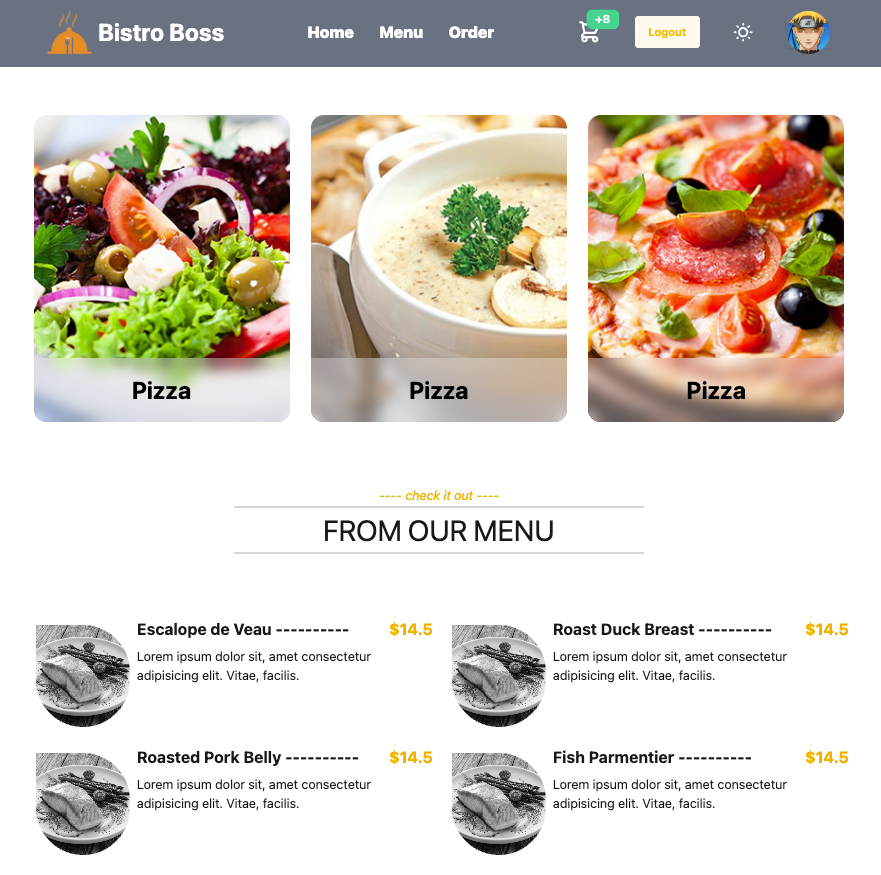 Bistro Boss
Home Menu Order
+8
Logout
Pizza
Pizza
Pizza
---- check it out ----
FROM OUR MENU
Escalope de Veau ----------
$14.5
Lorem ipsum dolor sit, amet consectetur
adipisicing elit. Vitae, facilis.
Roast Duck Breast ----------
$14.5
Lorem ipsum dolor sit, amet consectetur
adipisicing elit. Vitae, facilis.
Roasted Pork Belly ----------
$14.5
Lorem ipsum dolor sit, amet consectetur
adipisicing elit. Vitae, facilis.
Fish Parmentier ----------
$14.5
Lorem ipsum dolor sit, amet consectetur
adipisicing elit. Vitae, facilis.